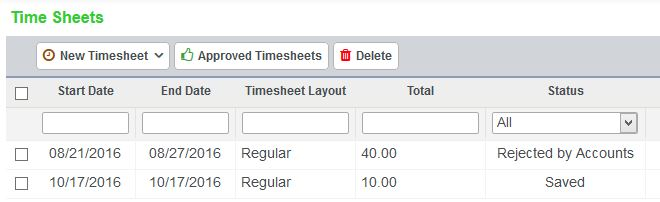 Time Sheets
New Timesheet Approved Timesheets Delete
Start Date End Date Timesheet Layout Total Status
All
08/21/2016 08/27/2016 Regular 40.00 Rejected by Accounts
10/17/2016 10/17/2016 Regular 10.00 Saved